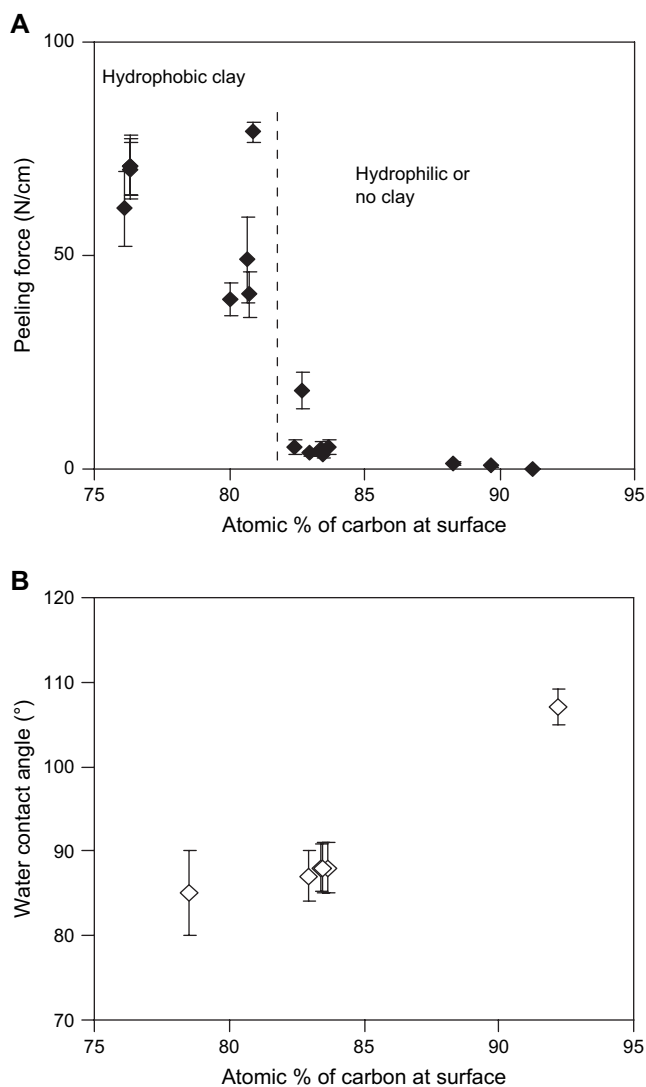 A
100
Hydrophobic clay
Hydrophilic or
no clay
50
0
Peeling force (N/cm)
75 80 85 90 95
Atomic % of carbon at surface
B
120
110
100
90
80
70
Water contact angle (°)
75 80 85 90 95
Atomic % of carbon at surface